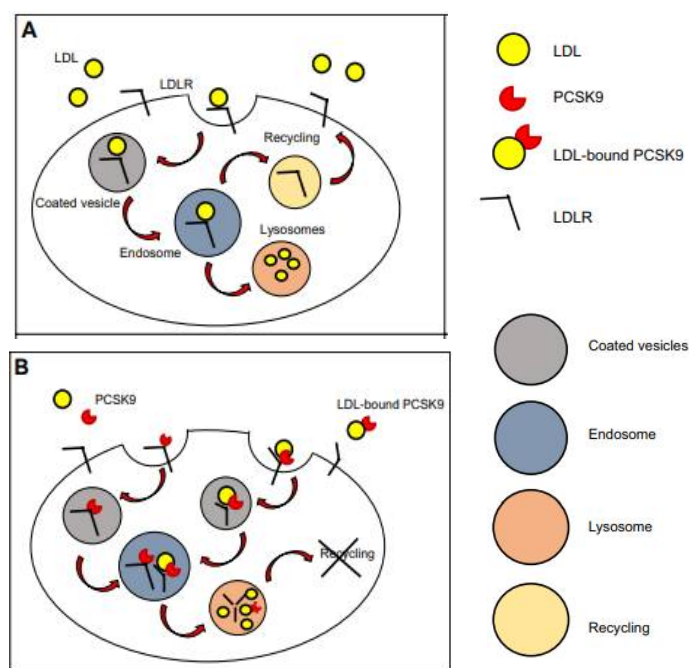 A
LDL
LDLR
Recycling
Coated vesicle
Endosome
Lysosomes
B
PCSK9
LDL-bound PCSK9
Recycling
LDL
PCSK9
LDL-bound PCSK9
LDLR
Coated vesicles
Endosome
Lysosome
Recycling